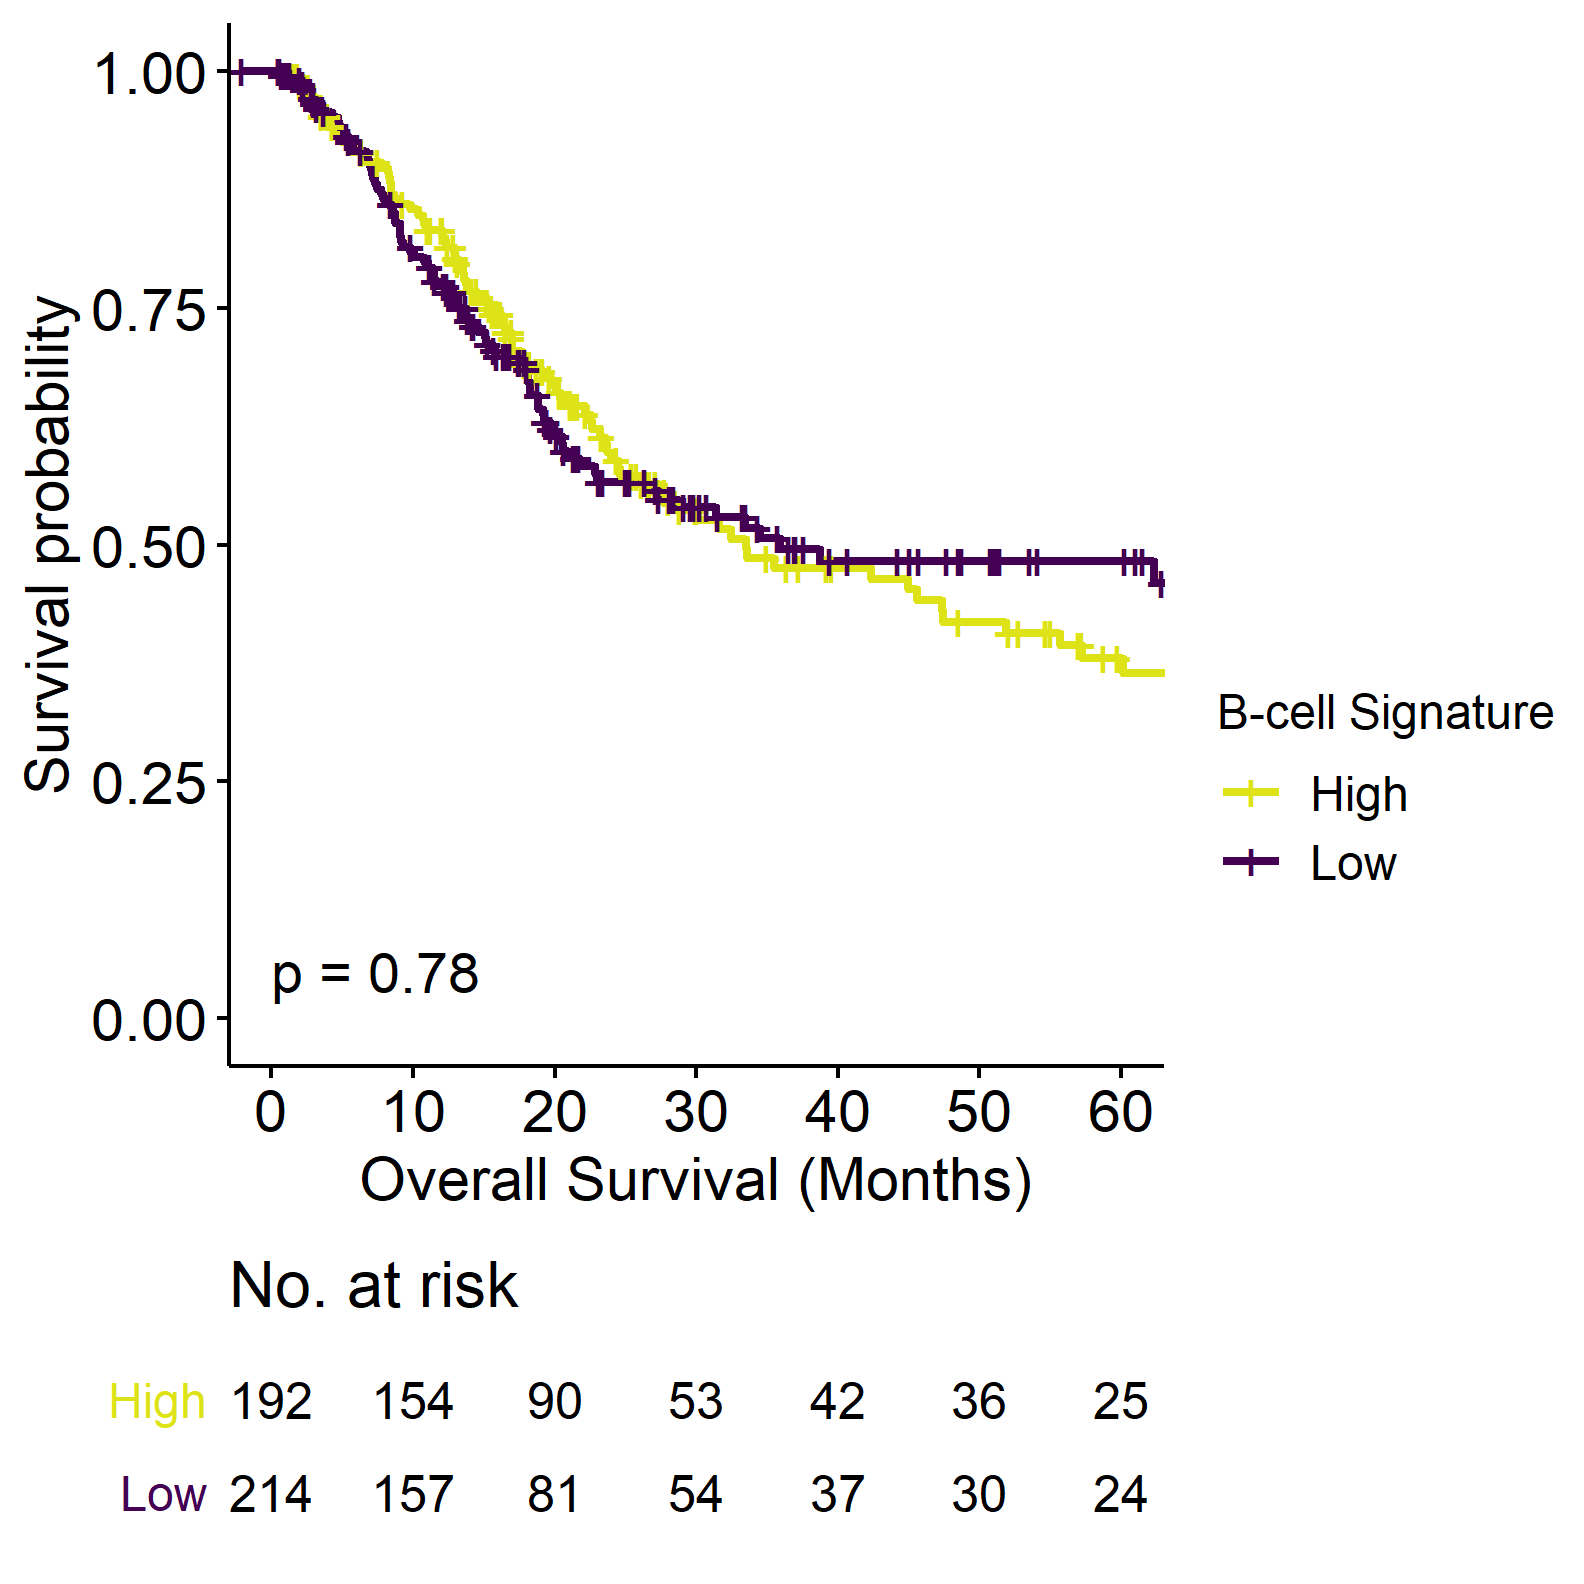 Survival probability
1.00
0.75
0.50
0.25
0.00
p = 0.78
0 10 20 30 40 50 60
Overall Survival (Months)
B-cell Signature
High
Low
No. at risk
High 192 154 90 53 42 36 25
Low 214 157 81 54 37 30 24